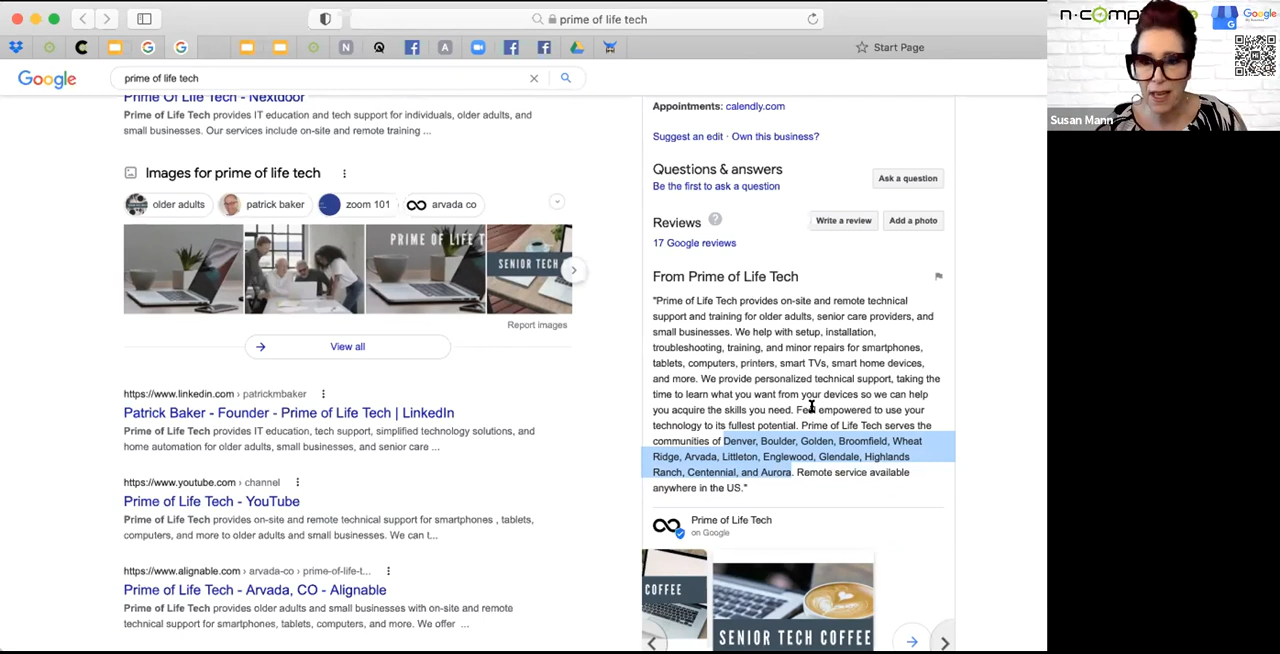 prime of life tech
Start Page
Google
prime of life tech
Prime Of Life Tech - Nextdoor
Prime of Life Tech provides IT education and tech support for individuals, older adults, and
small businesses. Our services include on-site and remote training ...
Images for prime of life tech
older adults
patrick baker
zoom 101
arvada co
PRIME OF LIFE T
SENIOR TECH
Report images
View all
https://www.linkedin.com › patrickmbaker
Patrick Baker - Founder - Prime of Life Tech | LinkedIn
Prime of Life Tech provides IT education, tech support, simplified technology solutions, and
home automation for older adults, small businesses, and senior care ...
https://www.youtube.com › channel
Prime of Life Tech - YouTube
Prime of Life Tech provides on-site and remote technical support for smartphones , tablets,
computers, and more to older adults and small businesses. We can t...
https://www.alignable.com › arvada-co › prime-of-life-t...
Prime of Life Tech - Arvada, CO - Alignable
Prime of Life Tech provides older adults and small businesses with on-site and remote
technical support for smartphones, tablets, computers, and more. We offer ...
Appointments: calendly.com
Suggest an edit · Own this business?
Questions & answers
Be the first to ask a question
Ask a question
Reviews
Write a review
Add a photo
17 Google reviews
From Prime of Life Tech
"Prime of Life Tech provides on-site and remote technical
support and training for older adults, senior care providers, and
small businesses. We help with setup, installation,
troubleshooting, training, and minor repairs for smartphones,
tablets, computers, printers, smart TVs, smart home devices,
and more. We provide personalized technical support, taking the
time to learn what you want from your devices so we can help
you acquire the skills you need. Feel empowered to use your
technology to its fullest potential. Prime of Life Tech serves the
communities of Denver, Boulder, Golden, Broomfield, Wheat
Ridge, Arvada, Littleton, Englewood, Glendale, Highlands
Ranch, Centennial, and Aurora. Remote service available
anywhere in the US."
Prime of Life Tech
on Google
COFFEE
SENIOR TECH COFFEE
n·comp
Google
Susan Mann